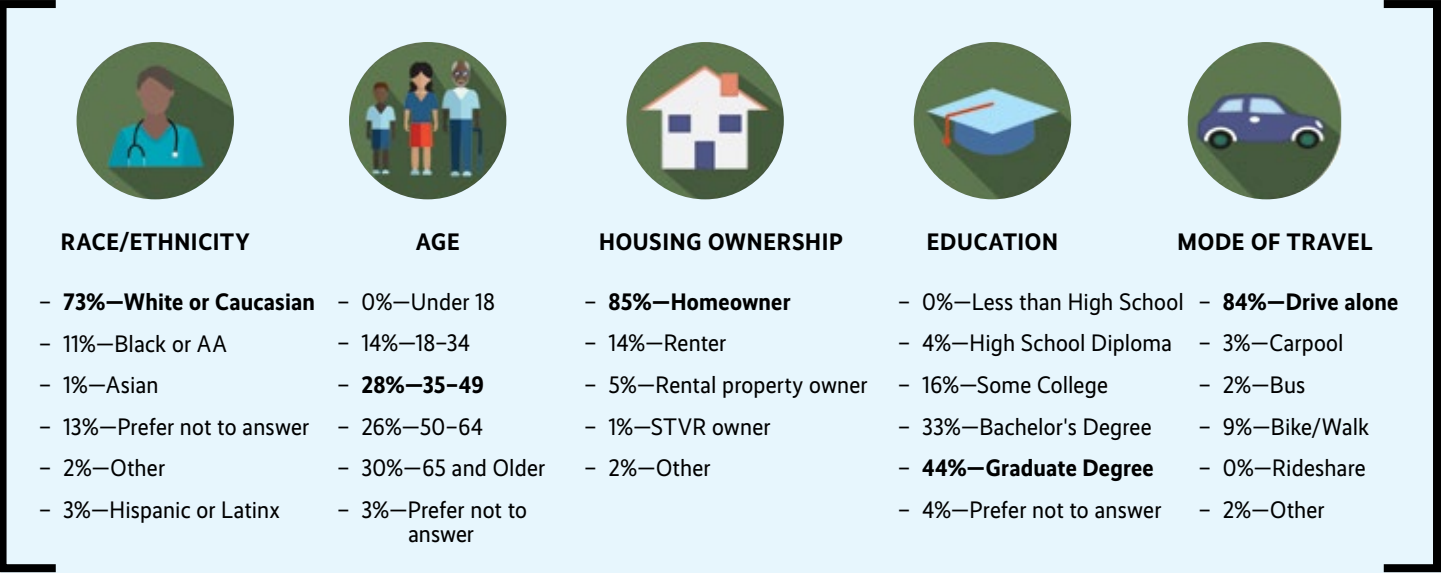 RACE/ETHNICITY
– 73%—White or Caucasian
– 11%—Black or AA
– 1%—Asian
– 13%—Prefer not to answer
– 2%—Other
– 3%—Hispanic or Latinx
AGE
– 0%—Under 18
– 14%—18–34
– 28%—35–49
– 26%—50–64
– 30%—65 and Older
– 3%—Prefer not to
answer
HOUSING OWNERSHIP
– 85%—Homeowner
– 14%—Renter
– 5%—Rental property owner
– 1%—STVR owner
– 2%—Other
EDUCATION
– 0%—Less than High School
– 4%—High School Diploma
– 16%—Some College
– 33%—Bachelor's Degree
– 44%—Graduate Degree
– 4%—Prefer not to answer
MODE OF TRAVEL
– 84%—Drive alone
– 3%—Carpool
– 2%—Bus
– 9%—Bike/Walk
– 0%—Rideshare
– 2%—Other